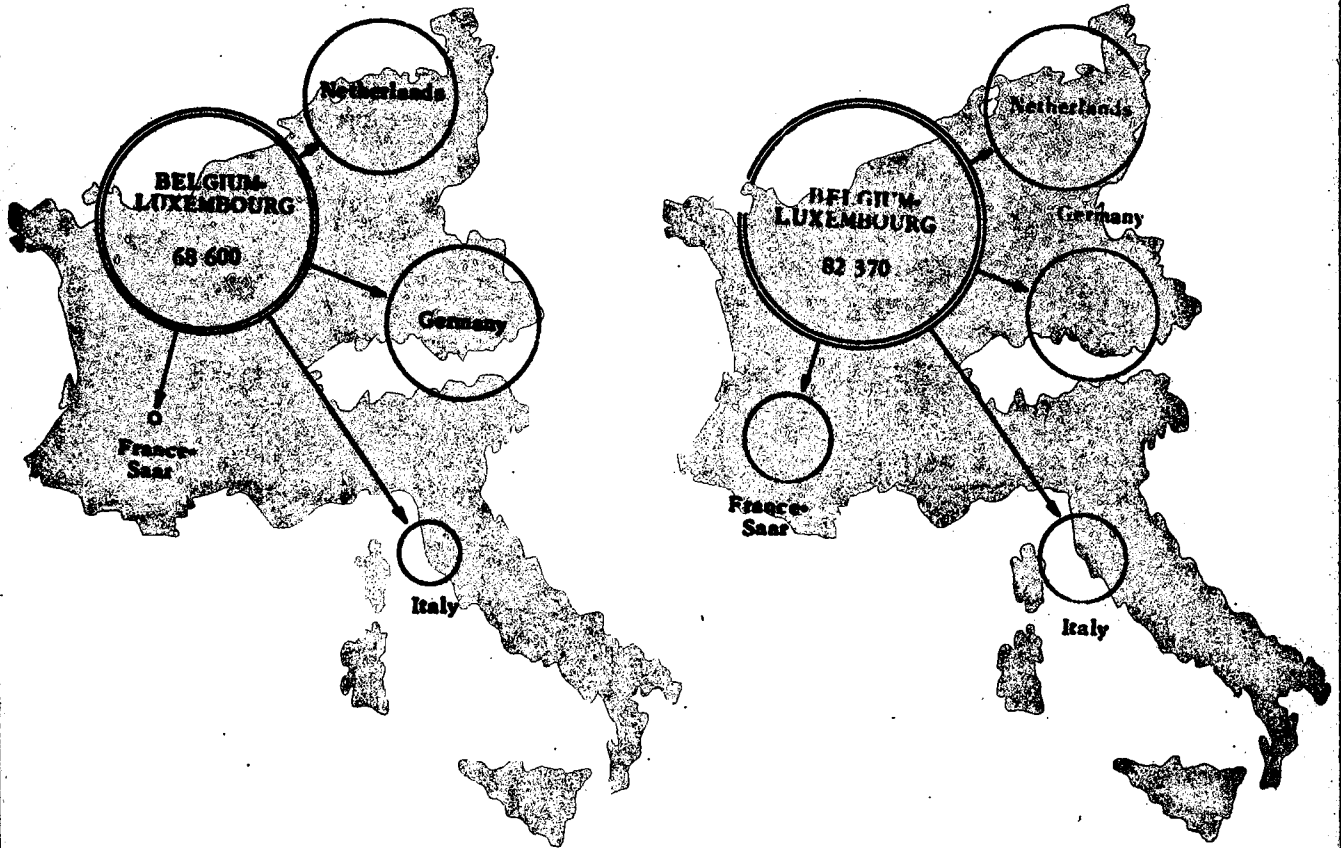 Netherlands
BELGIUM-
LUXEMBOURG
68 600
Germany
France-
Saar
Italy
Netherlands
BELGIUM-
LUXEMBOURG
82 370
Germany
France-
Saar
Italy